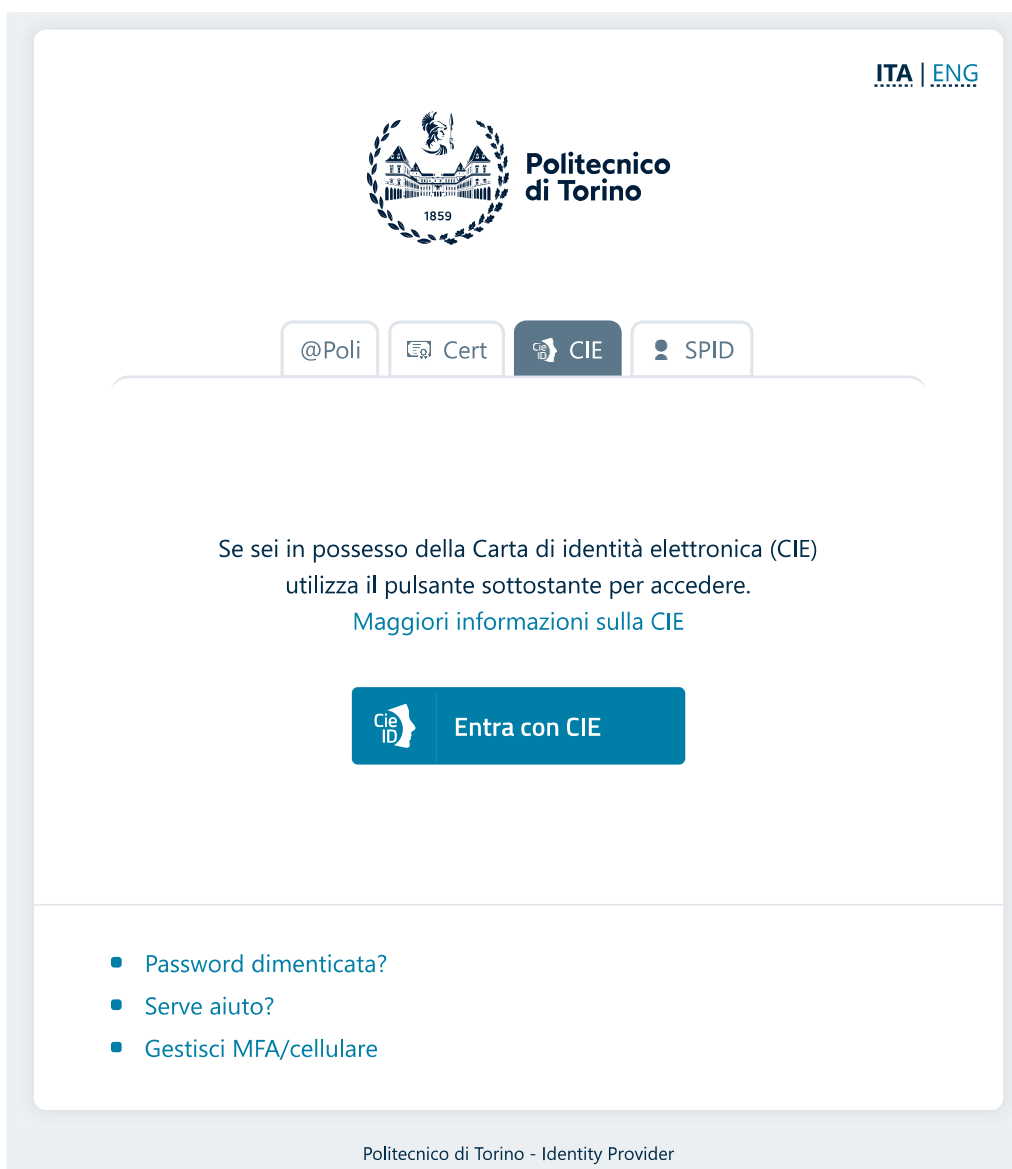 ITA | ENG
Politecnico
di Torino
1859
@Poli Cert CIE SPID
Se sei in possesso della Carta di identità elettronica (CIE)
utilizza il pulsante sottostante per accedere.
Maggiori informazioni sulla CIE
Cie
ID
Entra con CIE
Password dimenticata?
Serve aiuto?
Gestisci MFA/cellulare
Politecnico di Torino - Identity Provider